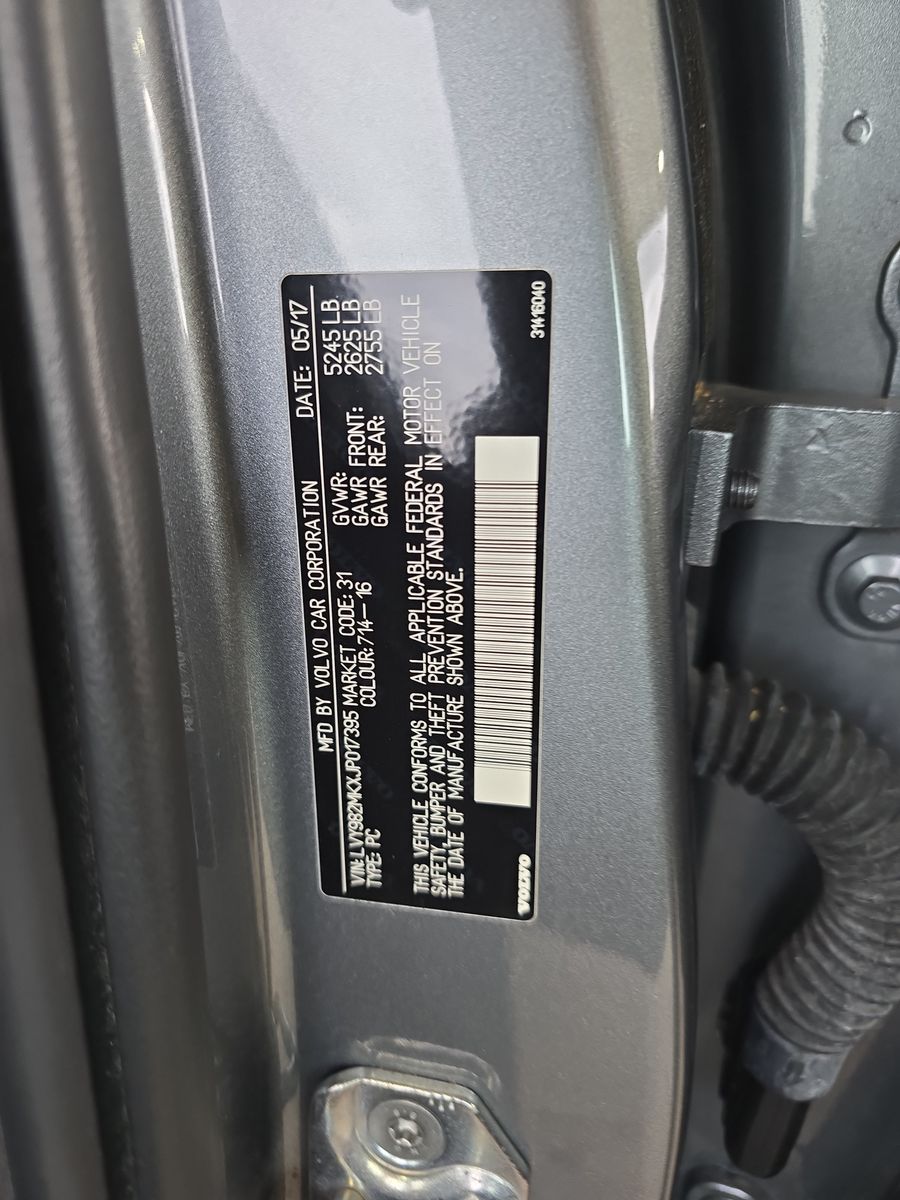 MFD BY VOLVO CAR CORPORATION DATE: 05/17
VIN: LVY982MKXJP017395 MARKET CODE: 31 GVWR: 5245 LB
TYPE: PC COLOUR: 714-16 GAWR FRONT: 2625 LB
GAWR REAR: 2755 LB
THIS VEHICLE CONFORMS TO ALL APPLICABLE FEDERAL MOTOR VEHICLE
SAFETY, BUMPER AND THEFT PREVENTION STANDARDS IN EFFECT ON
THE DATE OF MANUFACTURE SHOWN ABOVE.
VOLVO 31416040